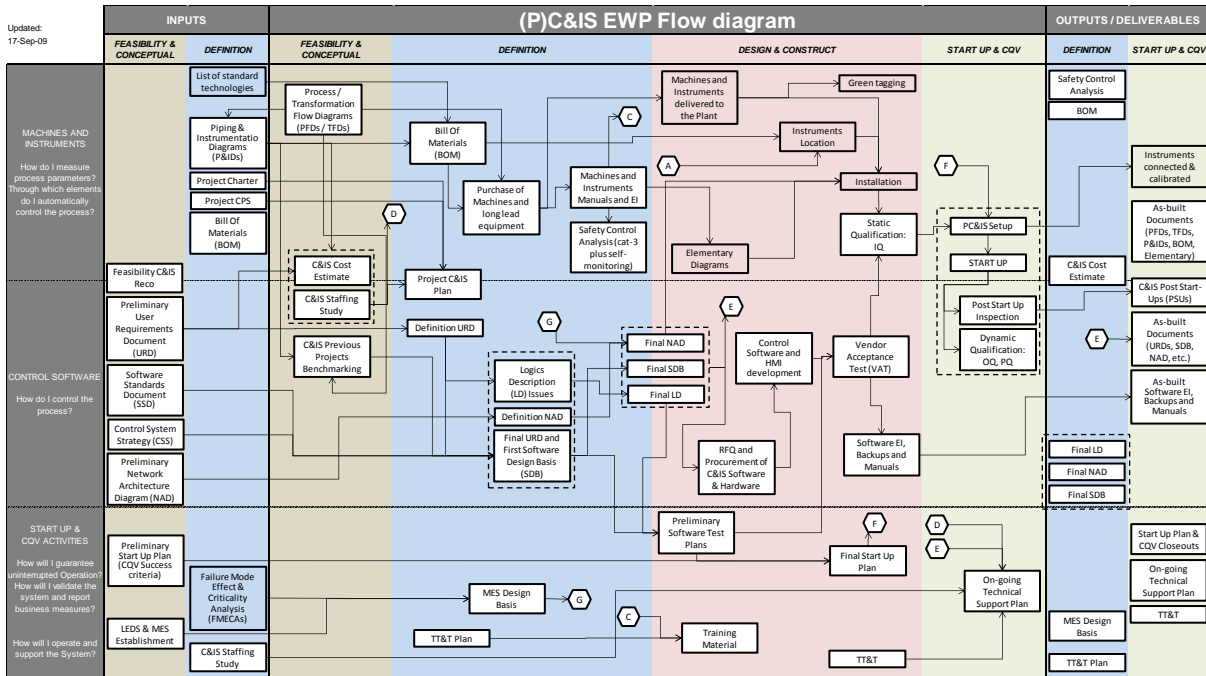 Updated:
17-Sep-09
INPUTS
(P)C&IS EWP Flow diagram
OUTPUTS / DELIVERABLES
FEASIBILITY &
CONCEPTUAL
DEFINITION
FEASIBILITY &
CONCEPTUAL
DEFINITION
DESIGN & CONSTRUCT
START UP & CQV
DEFINITION
START UP & CQV
MACHINES AND
INSTRUMENTS
How do I measure
process parameters?
Through which elements
do I automatically
control the process?
List of standard
technologies
Piping &
Instrumentatio
Diagrams
(P&IDs)
Project Charter
Project CPS
Bill Of
Materials (BOM)
Process /
Transformation
Flow Diagrams
(PFDs / TFDs)
D
C&IS Cost
Estimate
C&IS Staffing
Study
Bill Of
Materials
(BOM)
Purchase of
Machines and
long lead
equipment
C
Machines and
Instruments
Manuals and EI
Safety Control
Analysis (cat-3
plus self-
monitoring)
Project C&IS
Plan
Machines and
Instruments
delivered to
the Plant
Green tagging
A
Instruments
Location
Installation
Elementary
Diagrams
Static
Qualification:
IQ
F
PC&IS Setup
START UP
Safety Control
Analysis
BOM
C&IS Cost
Estimate
Instruments
connected &
calibrated
As-built
Documents
(PFDs, TFDs,
P&IDs, BOM,
Elementary)
CONTROL SOFTWARE
How do I control the
process?
Feasibility C&IS
Reco
Preliminary
User
Requirements
Document (URD)
Software
Standards
Document (SSD)
Control System
Strategy (CSS)
Preliminary
Network
Architecture
Diagram (NAD)
C&IS Previous
Projects
Benchmarking
Definition URD
G
Logics
Description
(LD) Issues
Definition NAD
Final URD and
First Software
Design Basis
(SDB)
Final NAD
Final SDB
Final LD
E
Control
Software and
HMI
development
RFQ and
Procurement of
C&IS Software
& Hardware
Vendor
Acceptance
Test (VAT)
Software EI,
Backups and
Manuals
Post Start Up
Inspection
Dynamic
Qualification:
OQ, PQ
E
Final LD
Final NAD
Final SDB
C&IS Post Start-
Ups (PSUs)
As-built
Documents
(URDs, SDB,
NAD, etc.)
As-built
Software EI,
Backups and
Manuals
START UP &
CQV ACTIVITIES
How will I guarantee
uninterrupted Operation?
How will I validate the
system and report
business measures?
How will I operate and
support the System?
Preliminary
Start Up Plan
(CQV Success
criteria)
LEDS & MES
Establishment
Failure Mode
Effect &
Criticality
Analysis
(FMECAs)
C&IS Staffing
Study
MES Design
Basis
G
TT&T Plan
Preliminary
Software Test
Plans
F
Final Start Up
Plan
C
Training
Material
TT&T
D
E
On-going
Technical
Support Plan
MES Design
Basis
TT&T Plan
Start Up Plan &
CQV Closeouts
On-going
Technical
Support Plan
TT&T